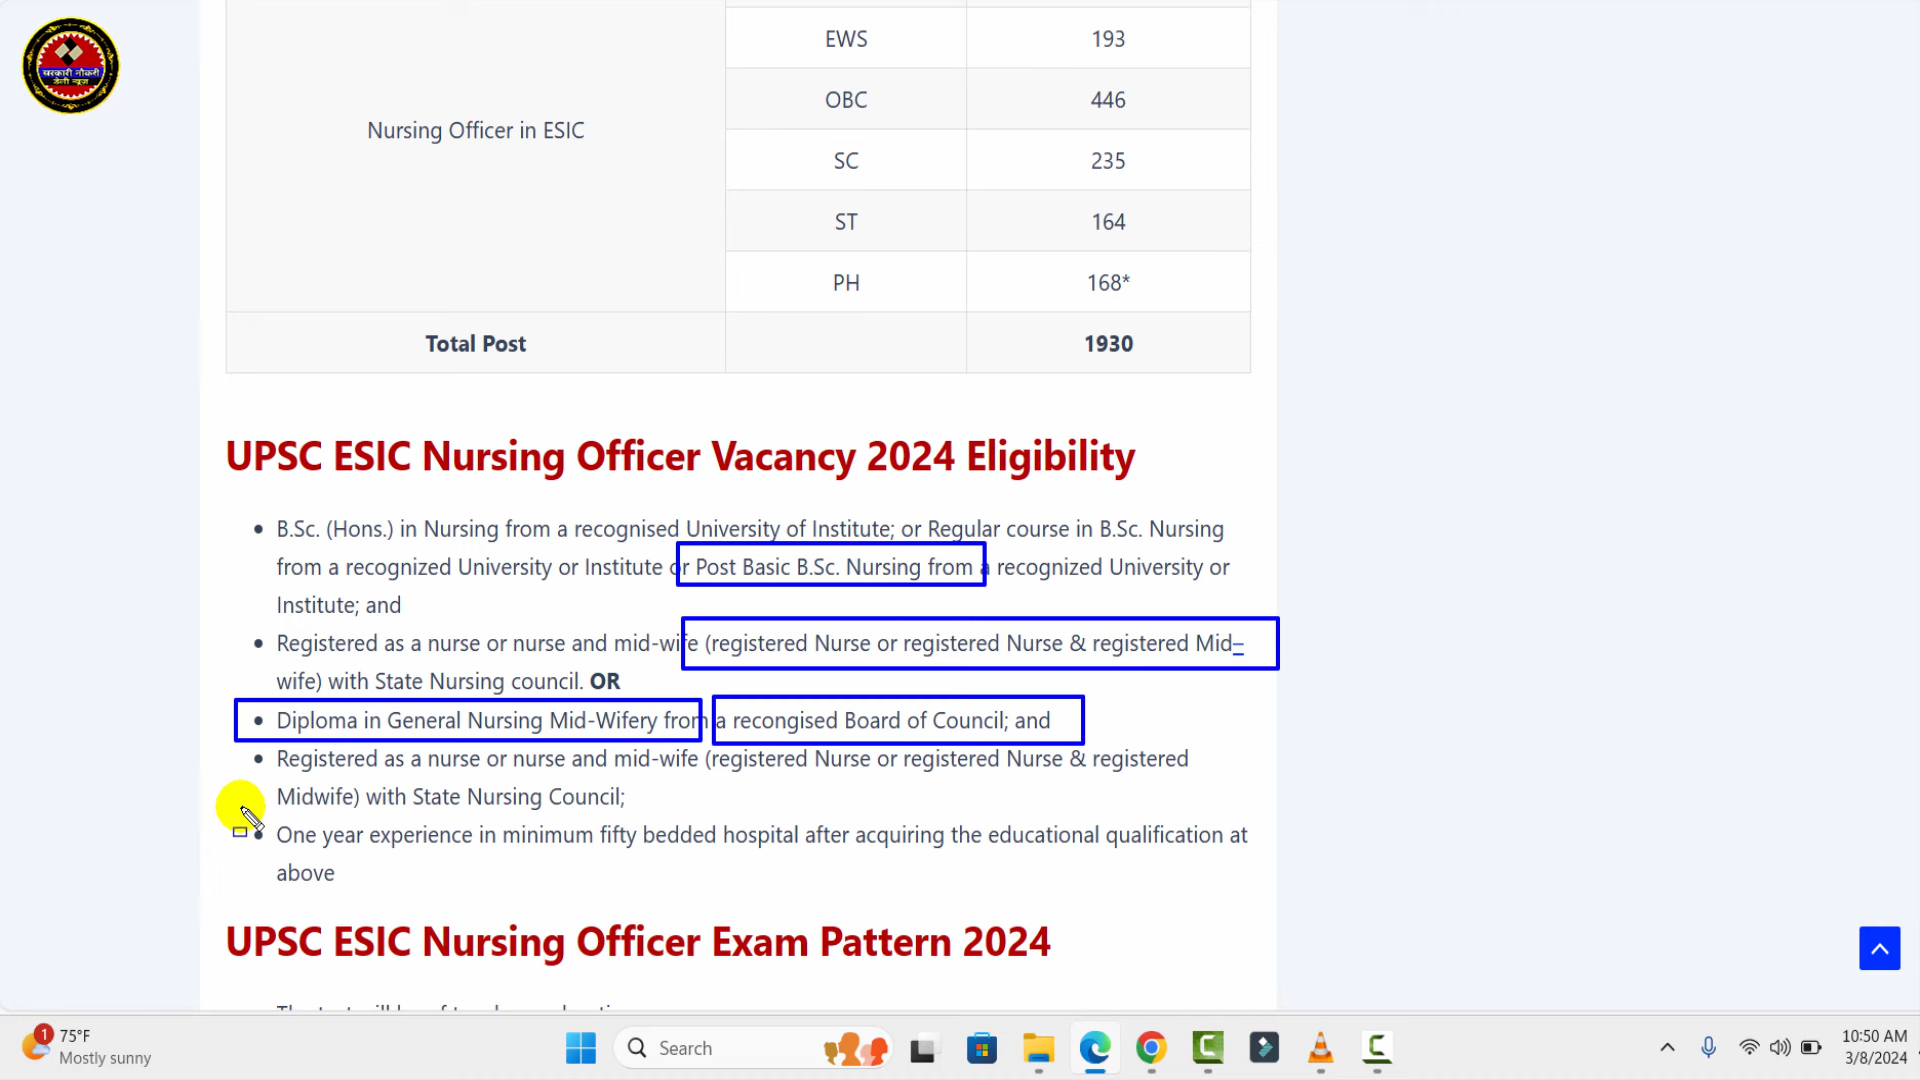 सरकारी नौकरी
डेली न्यूज़
EWS 193
OBC 446
Nursing Officer in ESIC
SC 235
ST 164
PH 168*
Total Post 1930
UPSC ESIC Nursing Officer Vacancy 2024 Eligibility
B.Sc. (Hons.) in Nursing from a recognised University of Institute; or Regular course in B.Sc. Nursing
from a recognized University or Institute or Post Basic B.Sc. Nursing from a recognized University or
Institute; and
Registered as a nurse or nurse and mid-wife (registered Nurse or registered Nurse & registered Mid–
wife) with State Nursing council. OR
Diploma in General Nursing Mid-Wifery from a recongised Board of Council; and
Registered as a nurse or nurse and mid-wife (registered Nurse or registered Nurse & registered
Midwife) with State Nursing Council;
One year experience in minimum fifty bedded hospital after acquiring the educational qualification at
above
UPSC ESIC Nursing Officer Exam Pattern 2024
1
75°F
Mostly sunny
Search
10:50 AM
3/8/2024